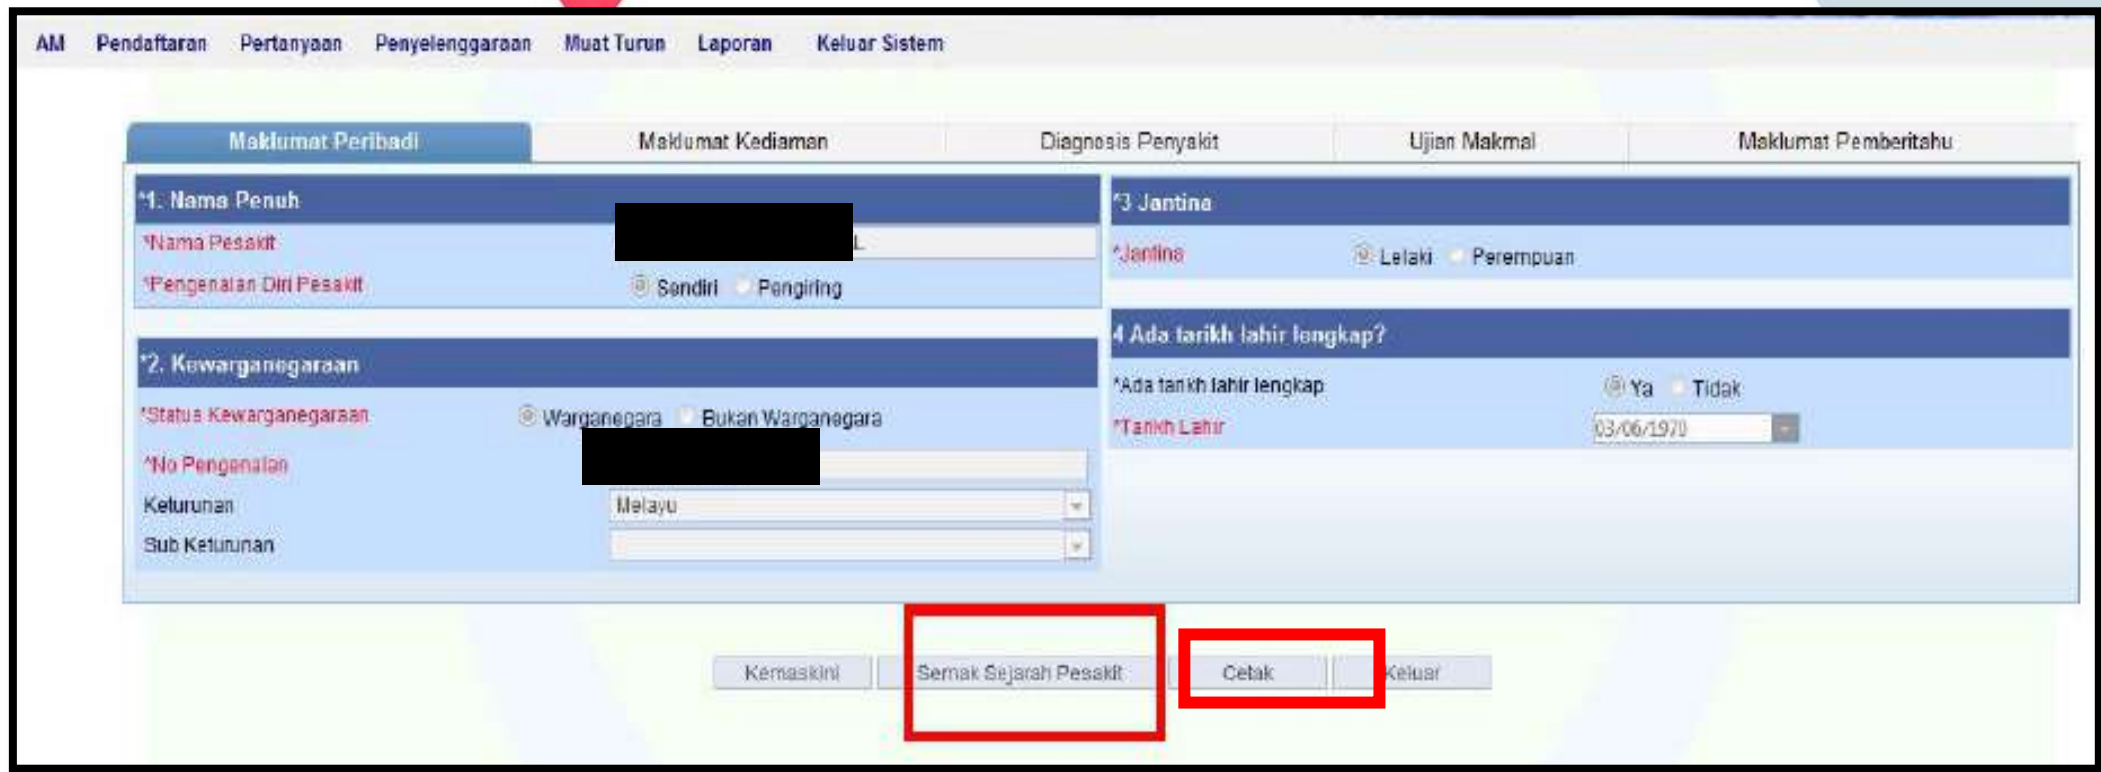 AM Pendaftaran Pertanyaan Penyelenggaraan Muat Turun Laporan Keluar Sistem
Maklumat Peribadi Maklumat Kediaman Diagnosis Penyakit Ujian Makmal Maklumat Pemberitahu
*1. Nama Penuh
*Nama Pesakit L
*Pengenalan Diri Pesakit Sendiri Pengiring
*2. Kewarganegaraan
*Status Kewarganegaraan Warganegara Bukan Warganegara
*No Pengenalan
Keturunan Melayu
Sub Keturunan
*3 Jantina
*Jantina Lelaki Perempuan
4 Ada tarikh lahir lengkap?
*Ada tarikh lahir lengkap Ya Tidak
*Tarikh Lahir 03/06/1970
Kemaskini Semak Sejarah Pesakit Cetak Keluar